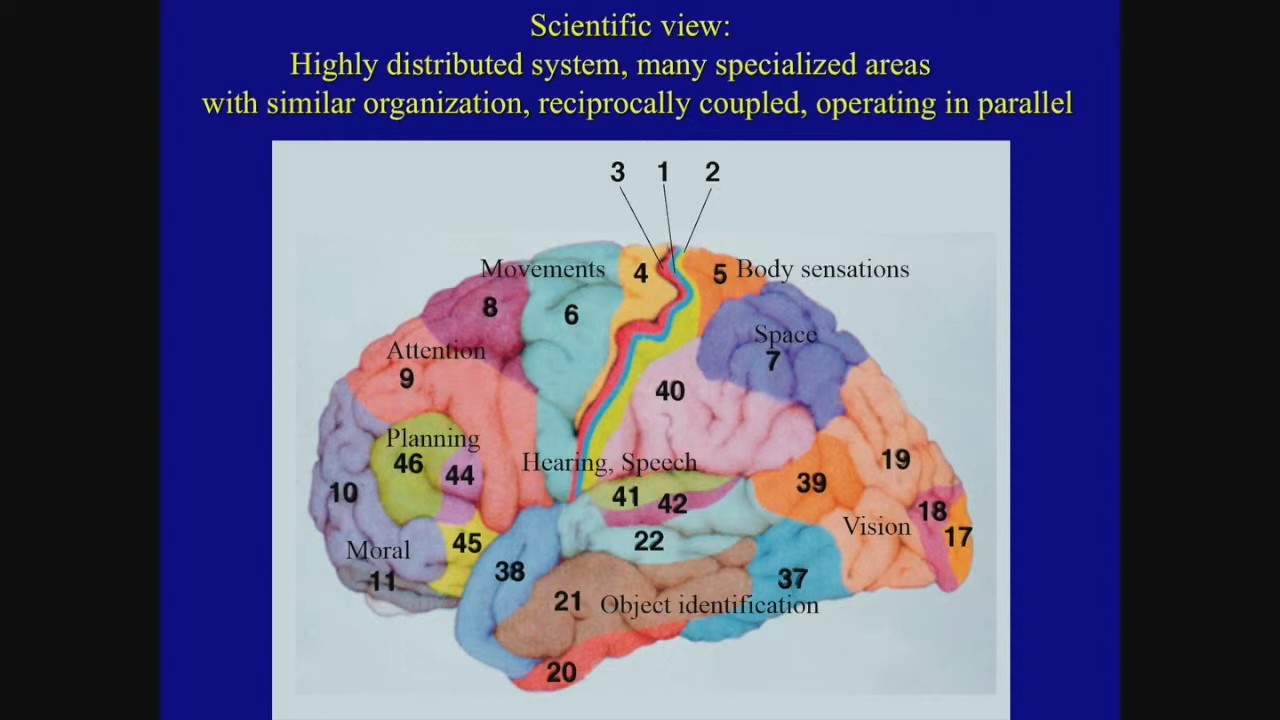 Scientific view:
Highly distributed system, many specialized areas
with similar organization, reciprocally coupled, operating in parallel
3 1 2
Movements 4 5 Body sensations
8 6
Space
Attention 7
9 40
Planning
46 44 Hearing, Speech 19
10 41 42 39
18
Vision 17
45 22
Moral
11 38 37
21 Object identification
20